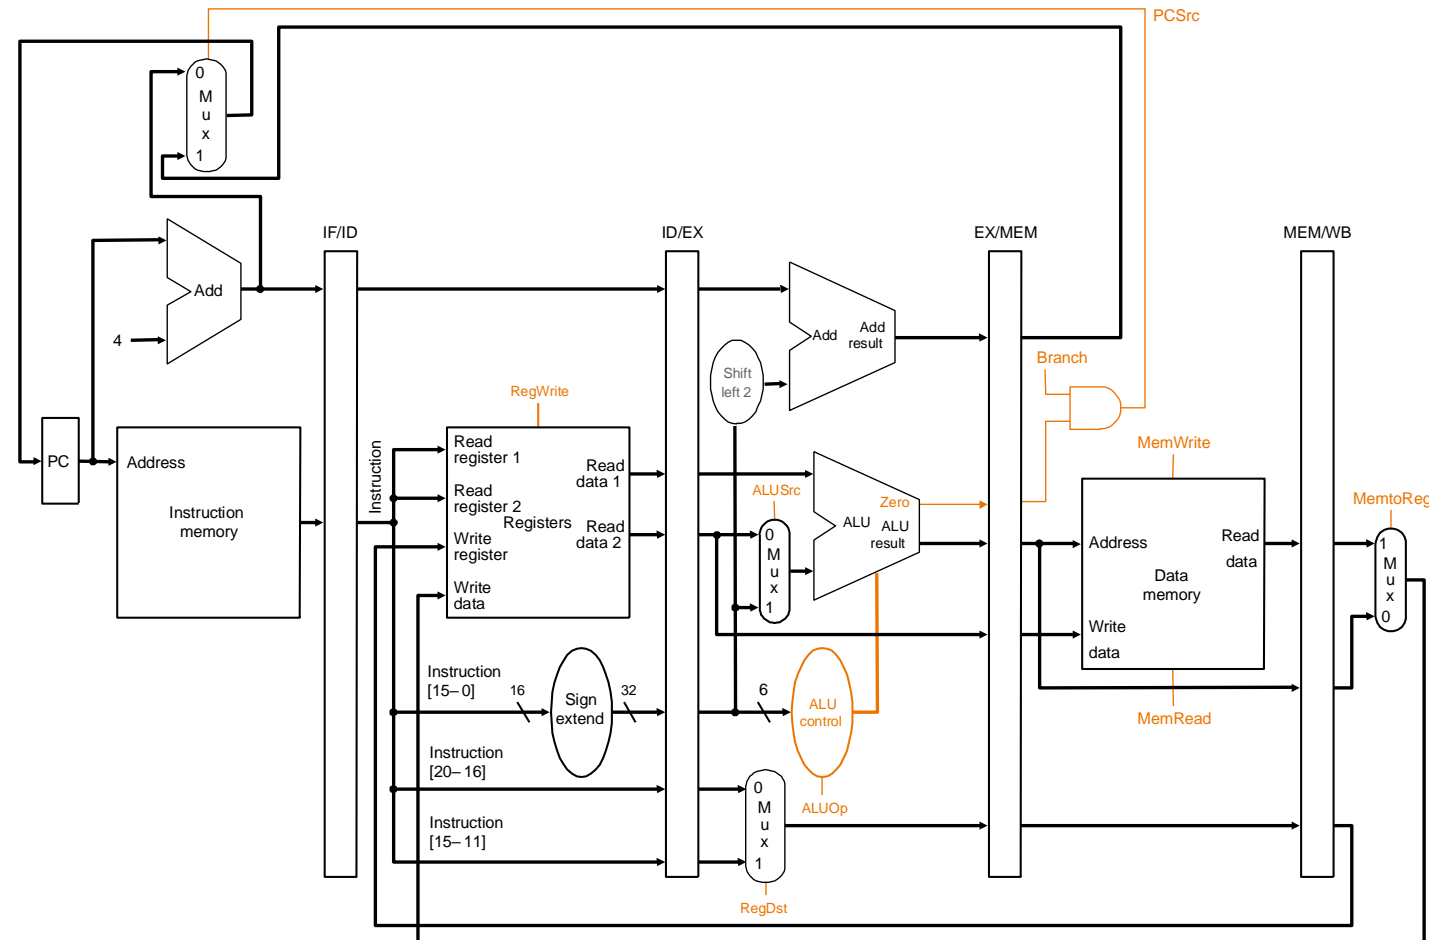 PCSrc
0
M
u
x
1
IF/ID
ID/EX
EX/MEM
MEM/WB
Add
4
Add
Add
result
Shift
left 2
Branch
RegWrite
PC
Address
Instruction
memory
Instruction
Read
register 1
Read
register 2
Write
register
Write
data
Registers
Read
data 1
Read
data 2
ALUSrc
0
M
u
x
1
Zero
ALU
ALU
result
MemWrite
Address
Read
data
Data
memory
Write
data
MemRead
MemtoReg
1
M
u
x
0
Instruction
[15–0]
16
Sign
extend
32
6
ALU
control
ALUOp
Instruction
[20–16]
Instruction
[15–11]
0
M
u
x
1
RegDst